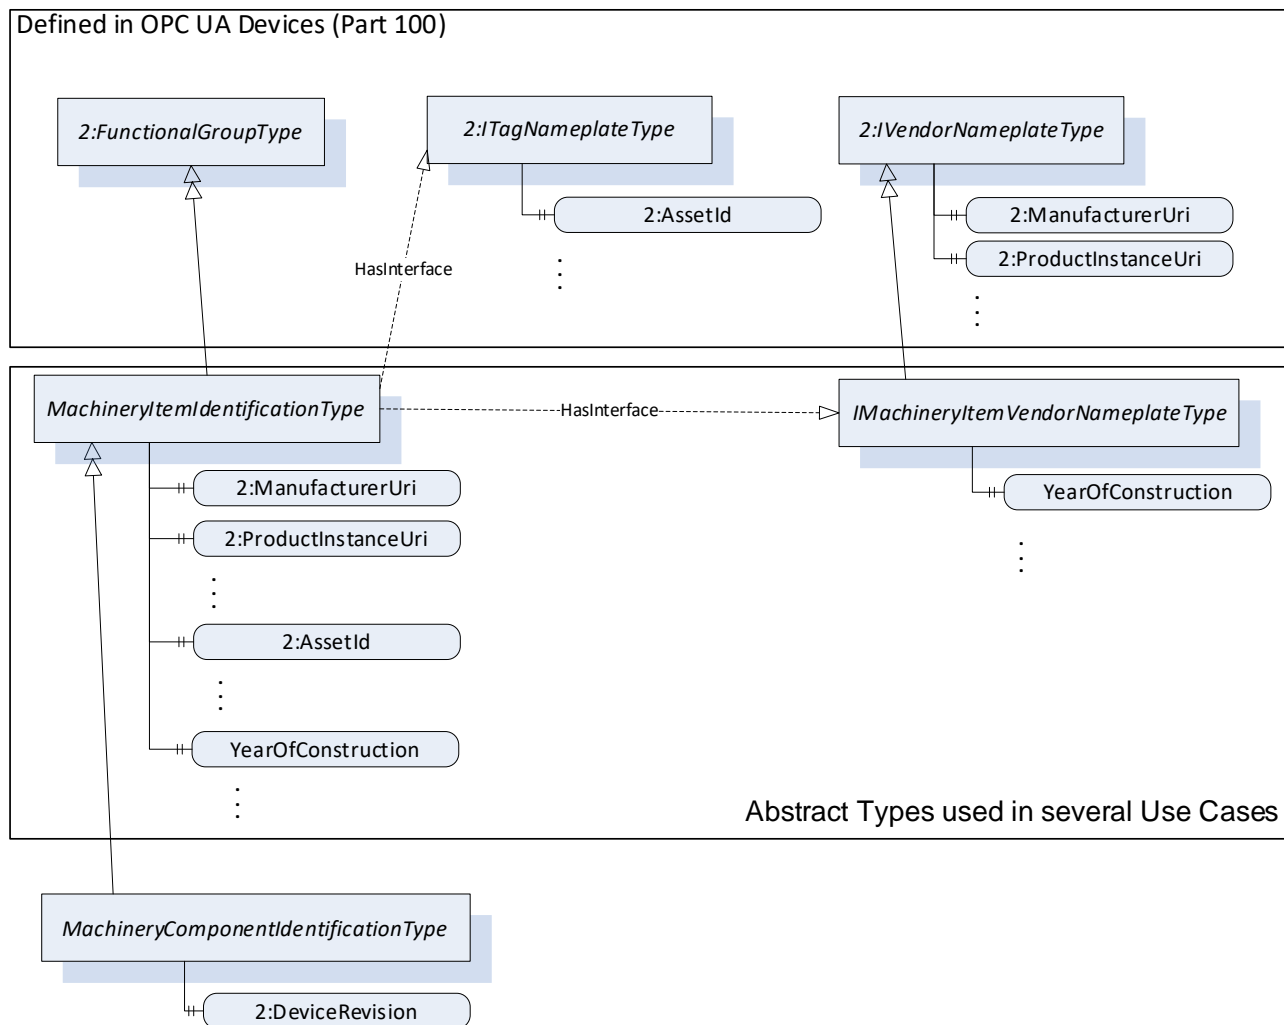 Defined in OPC UA Devices (Part 100)
2:FunctionalGroupType
2:ITagNameplateType
2:IVendorNameplateType
2:AssetId
2:ManufacturerUri
2:ProductInstanceUri
HasInterface
MachineryItemIdentificationType
HasInterface
IMachineryItemVendorNameplateType
2:ManufacturerUri
YearOfConstruction
2:ProductInstanceUri
2:AssetId
YearOfConstruction
Abstract Types used in several Use Cases
MachineryComponentIdentificationType
2:DeviceRevision